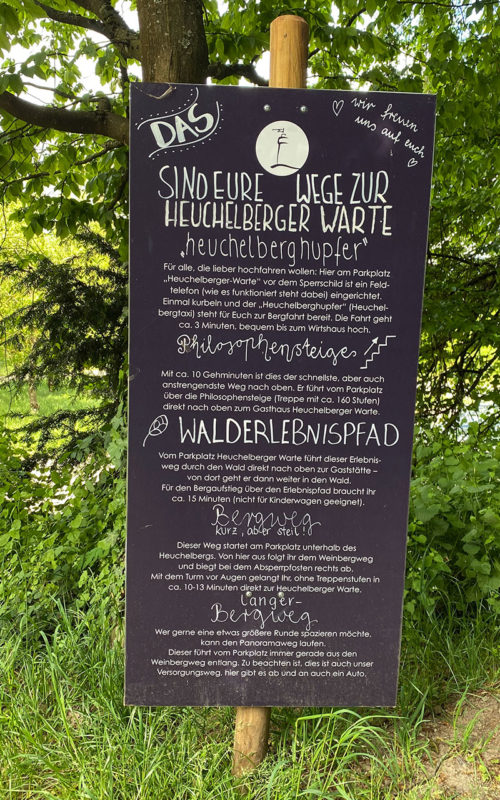 DAS
wir freuen
uns auf euch
SIND EURE WEGE ZUR
HEUCHELBERGER WARTE
„heuchelberghupfer"
Für alle, die lieber hochfahren wollen: Hier am Parkplatz
„Heuchelberger-Warte" vor dem Sperrschild ist ein Feld-
telefon (wie es funktioniert steht dabei) eingerichtet.
Einmal kurbeln und der „Heuchelberghupfer" (Heuchel-
bergtaxi) steht für Euch zur Bergfahrt bereit. Die Fahrt geht
ca. 3 Minuten, bequem bis zum Wirtshaus hoch.
Philosophensteige
Mit ca. 10 Gehminuten ist dies der schnellste, aber auch
anstrengendste Weg nach oben. Er führt vom Parkplatz
über die Philosophensteige (Treppe mit ca. 160 Stufen)
direkt nach oben zum Gasthaus Heuchelberger Warte.
WALDERLEBNISPFAD
Vom Parkplatz Heuchelberger Warte führt dieser Erlebnis-
weg durch den Wald direkt nach oben zur Gaststätte –
von dort geht er dann weiter in den Wald.
Für den Bergaufstieg über den Erlebnispfad braucht ihr
ca. 15 Minuten (nicht für Kinderwagen geeignet).
Bergweg
kurz, aber steil!
Dieser Weg startet am Parkplatz unterhalb des
Heuchelbergs. Von hier aus folgt ihr dem Weinbergweg
und biegt bei dem Absperrpfosten rechts ab.
Mit dem Turm vor Augen gelangt Ihr, ohne Treppenstufen in
ca. 10-13 Minuten direkt zur Heuchelberger Warte.
Langer-
Bergweg
Wer gerne eine etwas größere Runde spazieren möchte,
kann den Panoramaweg laufen.
Dieser führt vom Parkplatz immer gerade aus den
Weinbergweg entlang. Zu beachten ist, dies ist auch unser
Versorgungsweg, hier gibt es ab und an auch ein Auto.